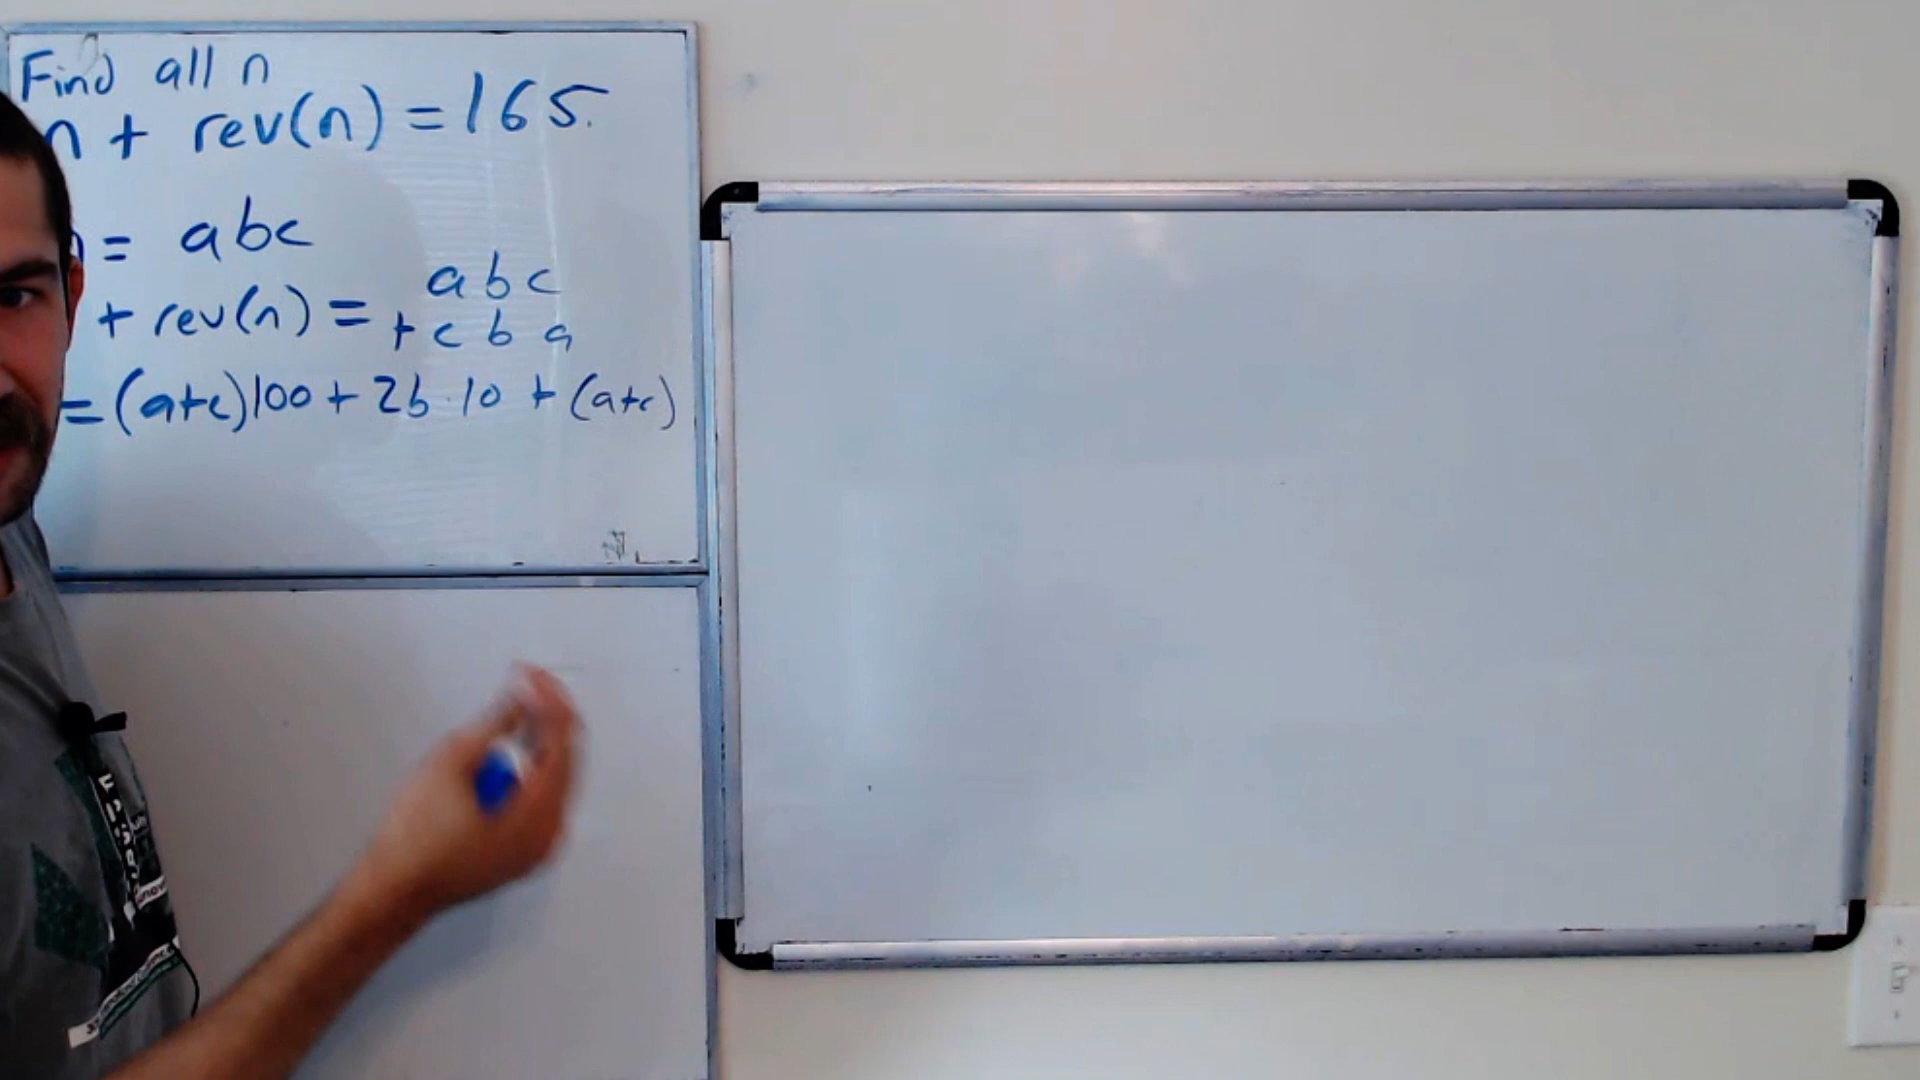 Find all n
n + rev(n) = 165.
= abc
+ rev(n) = abc
+ cba
= (a+c)100 + 2b·10 + (a+c)